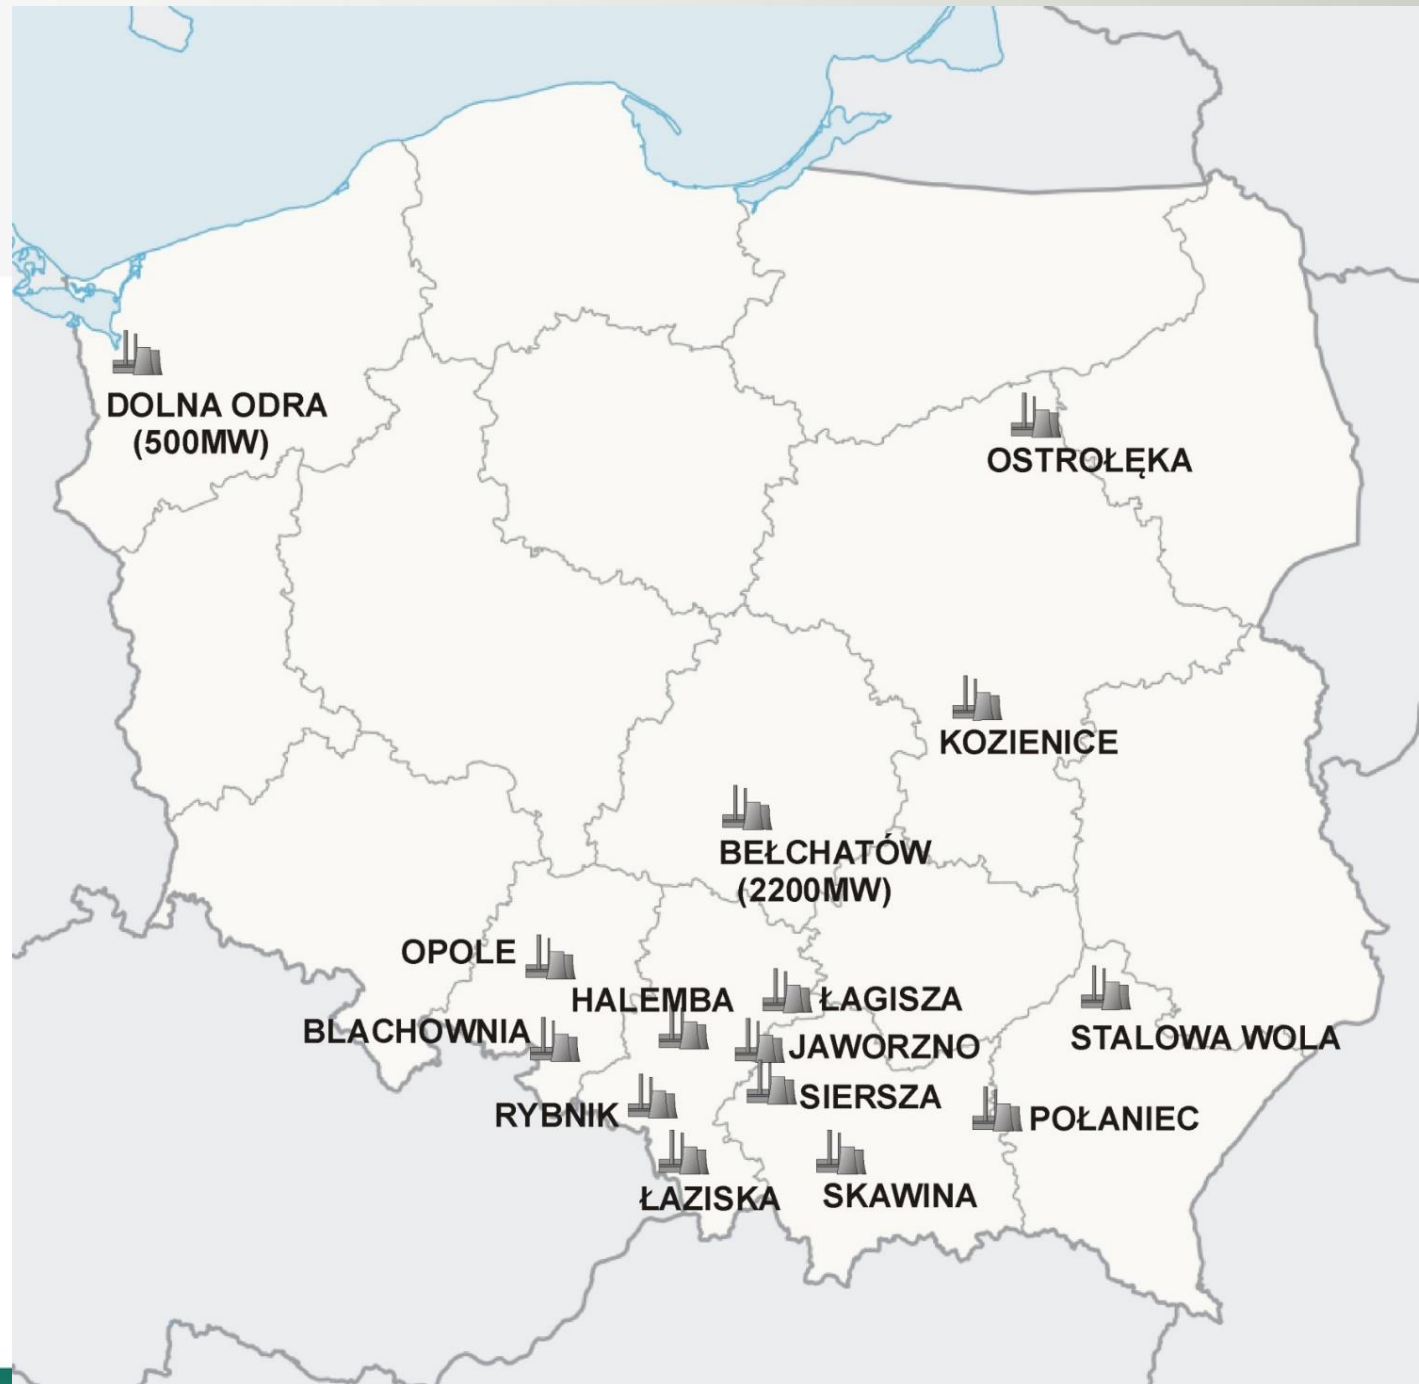 DOLNA ODRA
(500MW)
OSTROŁĘKA
KOZIENICE
BEŁCHATÓW
(2200MW)
OPOLE
HALEMBA
ŁAGISZA
BLACHOWNIA
JAWORZNO
STALOWA WOLA
SIERSZA
RYBNIK
POŁANIEC
ŁAZISKA
SKAWINA